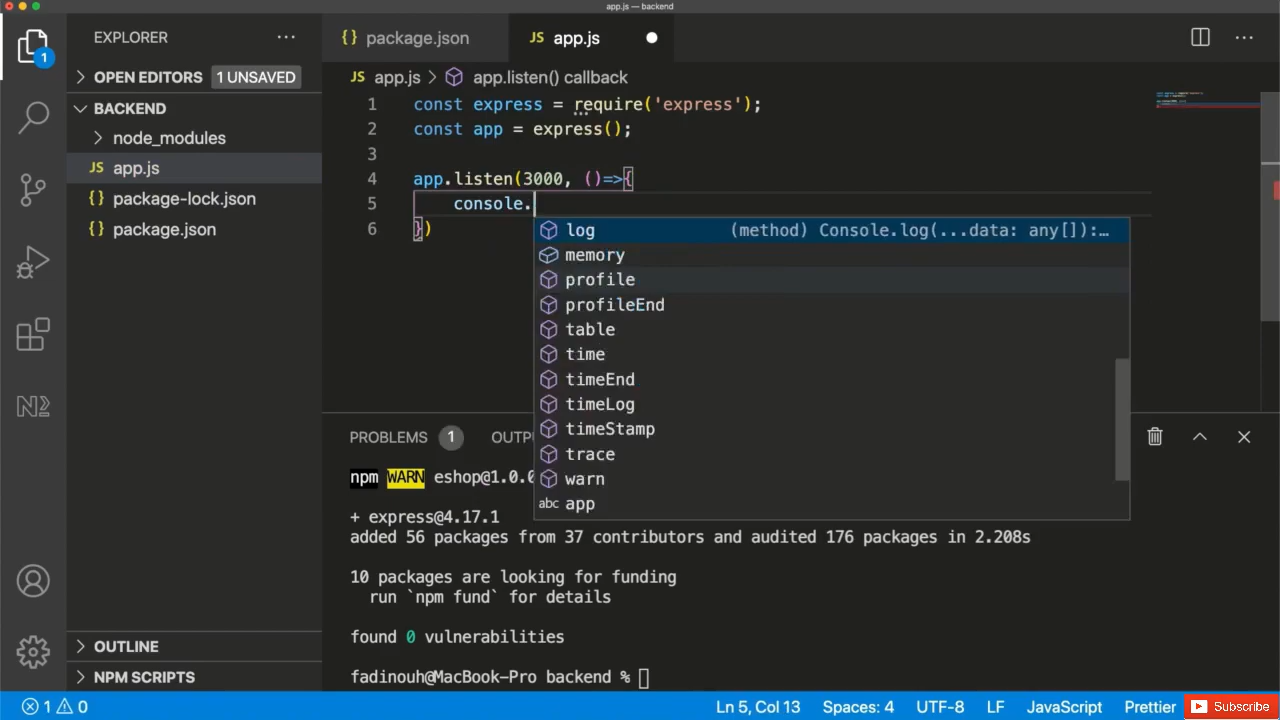 app.js — backend
EXPLORER
package.json
JS app.js
1
OPEN EDITORS 1 UNSAVED
BACKEND
node_modules
JS app.js
package-lock.json
package.json
JS app.js > app.listen() callback
1 const express = require('express');
2 const app = express();
3
4 app.listen(3000, ()=>{
5 console.
6 })
log (method) Console.log(...data: any[]):…
memory
profile
profileEnd
table
time
timeEnd
timeLog
timeStamp
trace
warn
abc app
PROBLEMS 1 OUTP
npm WARN eshop@1.0.0
+ express@4.17.1
added 56 packages from 37 contributors and audited 176 packages in 2.208s
10 packages are looking for funding
run `npm fund` for details
found 0 vulnerabilities
fadinouh@MacBook-Pro backend %
OUTLINE
NPM SCRIPTS
1 0 Ln 5, Col 13 Spaces: 4 UTF-8 LF JavaScript Prettier Subscribe